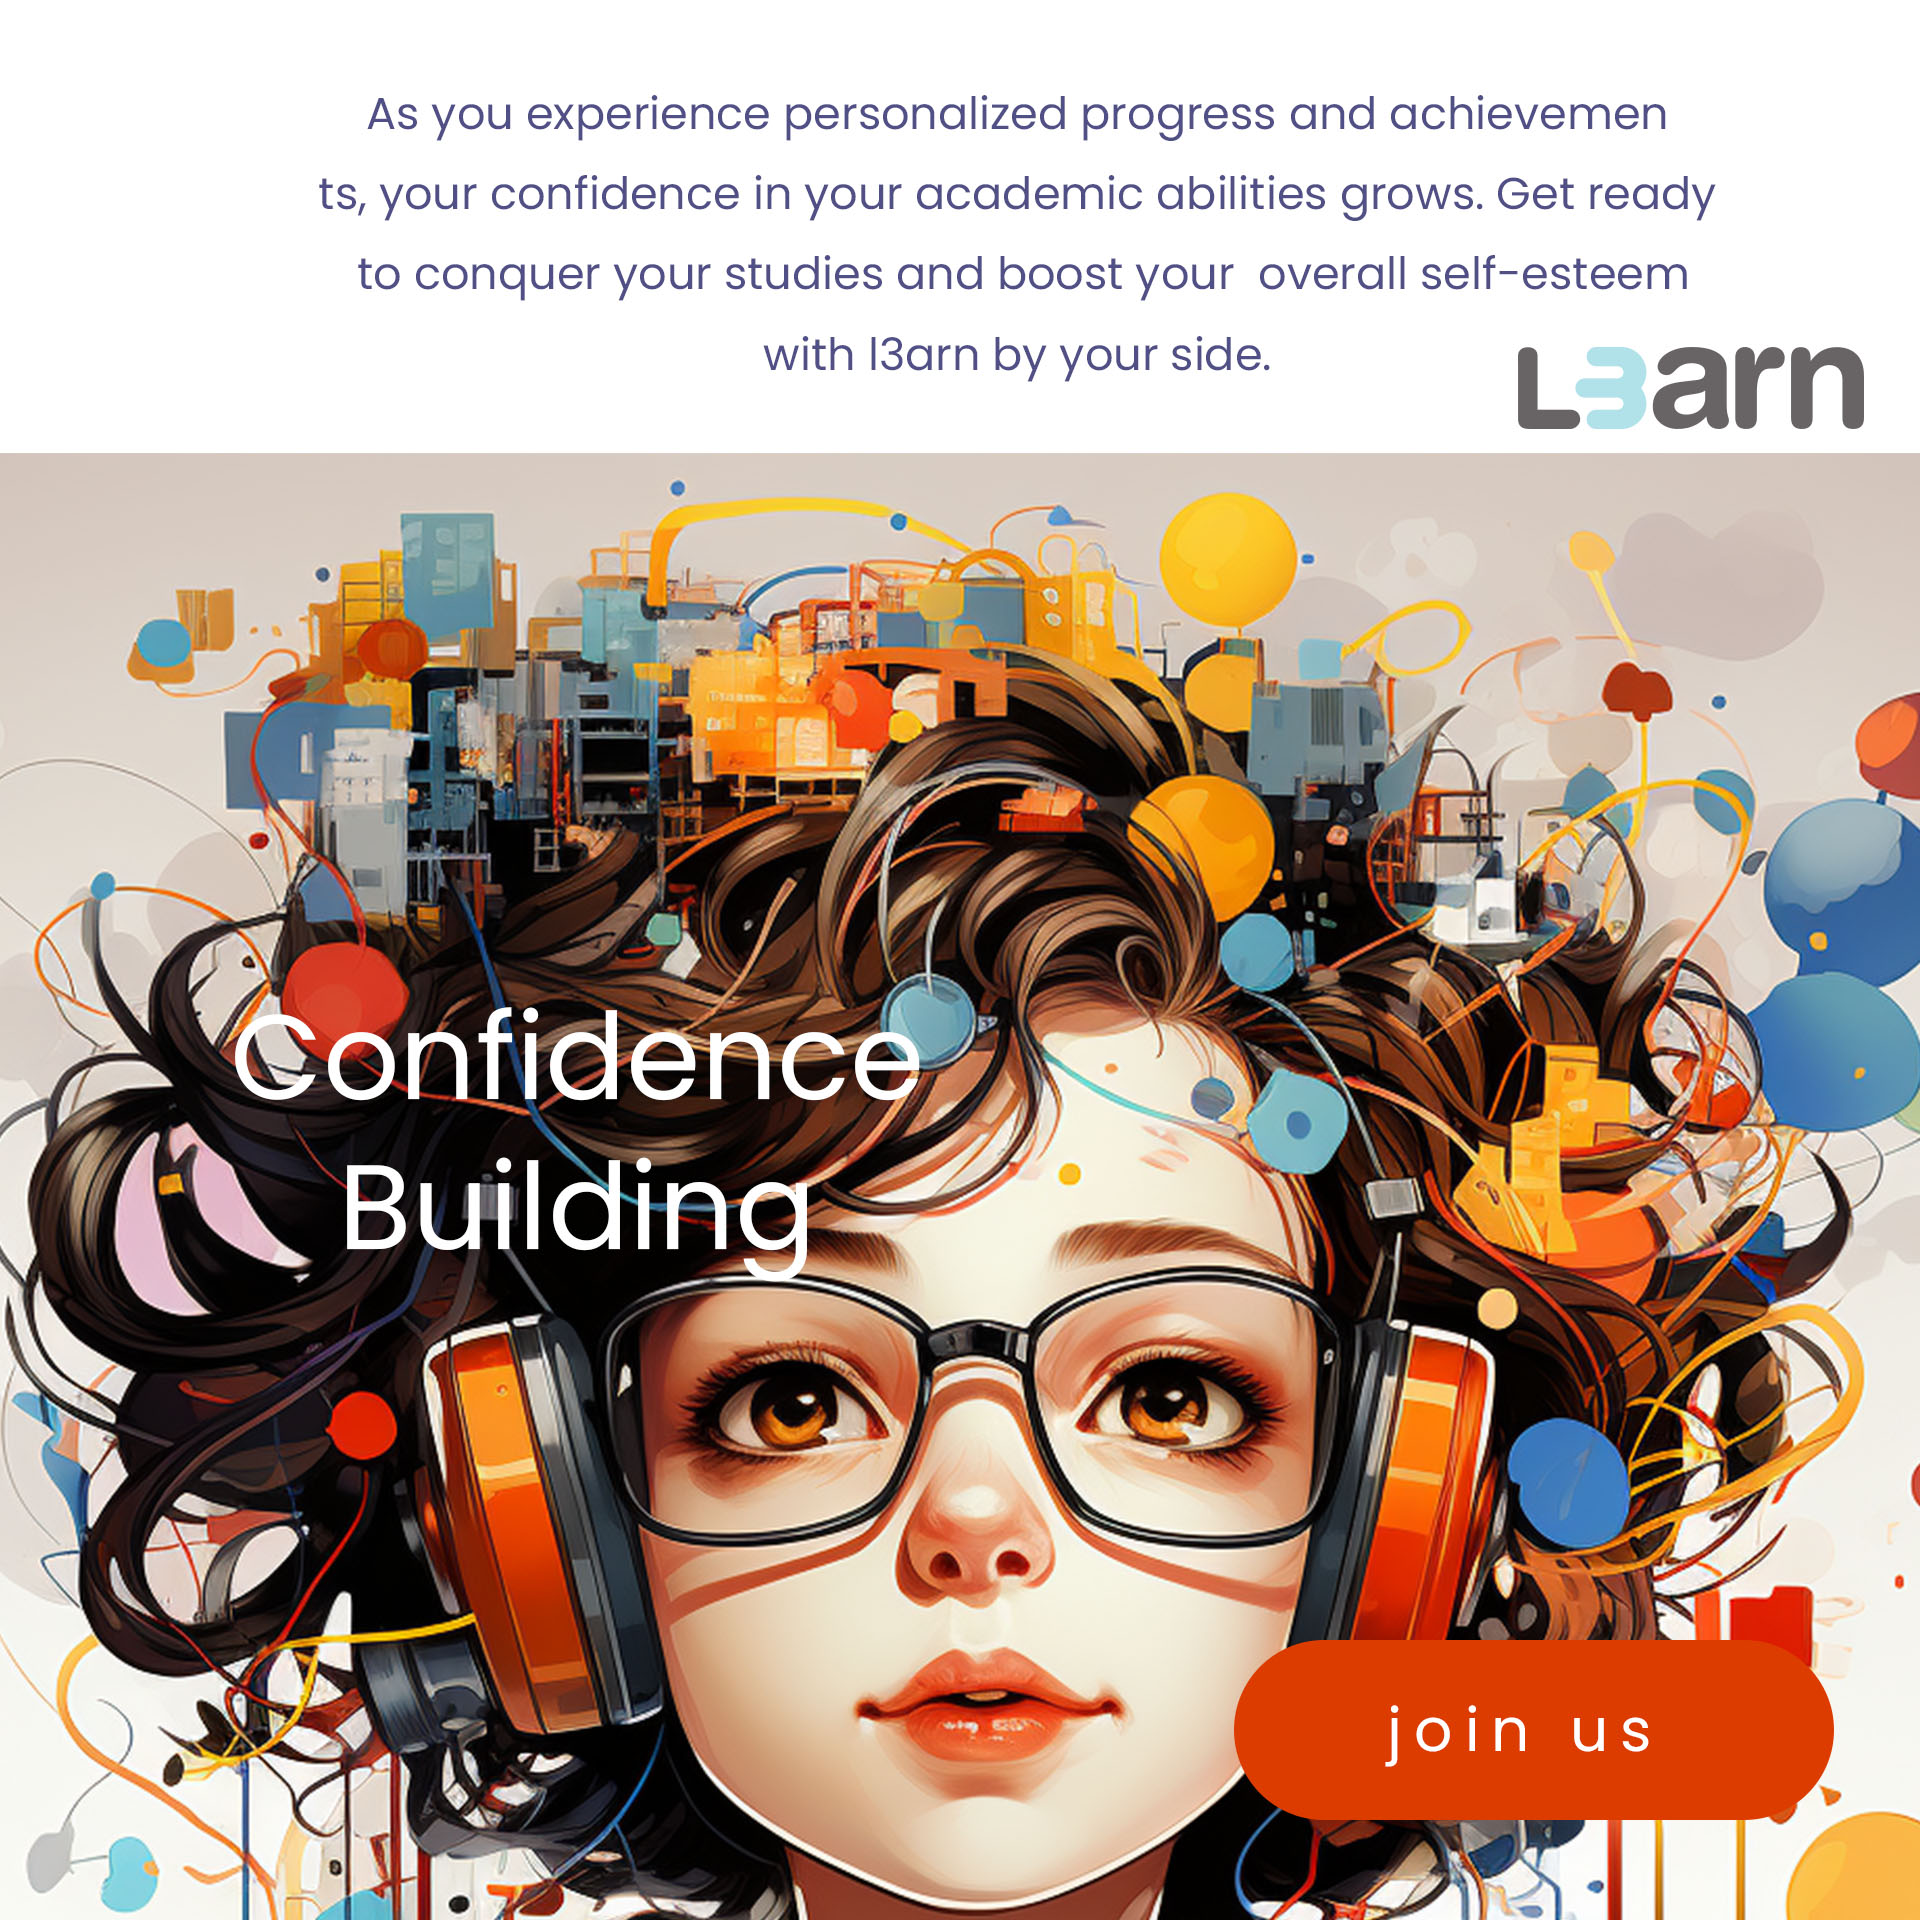 As you experience personalized progress and achievemen
ts, your confidence in your academic abilities grows. Get ready
to conquer your studies and boost your  overall self-esteem
with l3arn by your side.
L3arn
Confidence
Building
join us